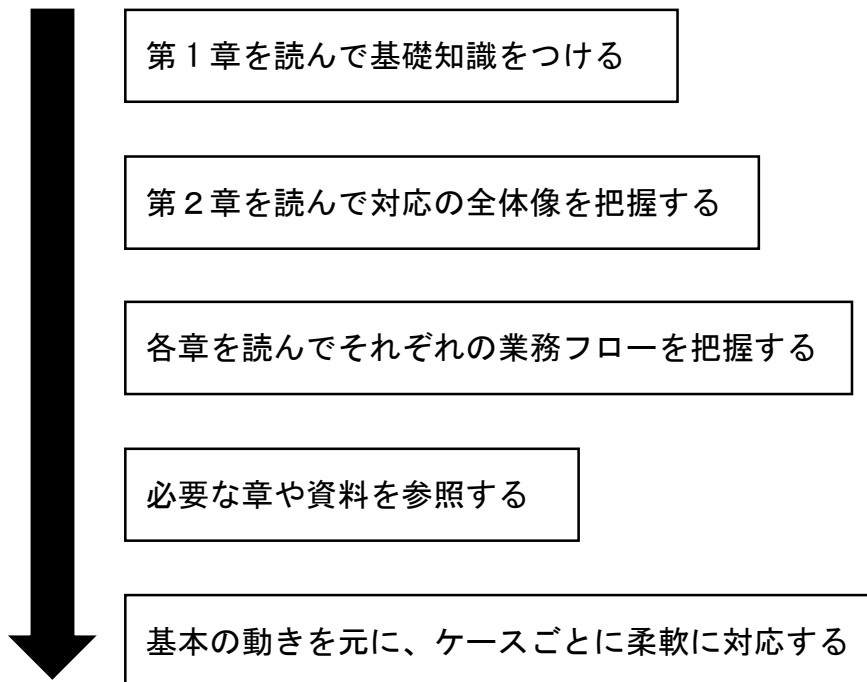 第１章を読んで基礎知識をつける
第２章を読んで対応の全体像を把握する
各章を読んでそれぞれの業務フローを把握する
必要な章や資料を参照する
基本の動きを元に、ケースごとに柔軟に対応する